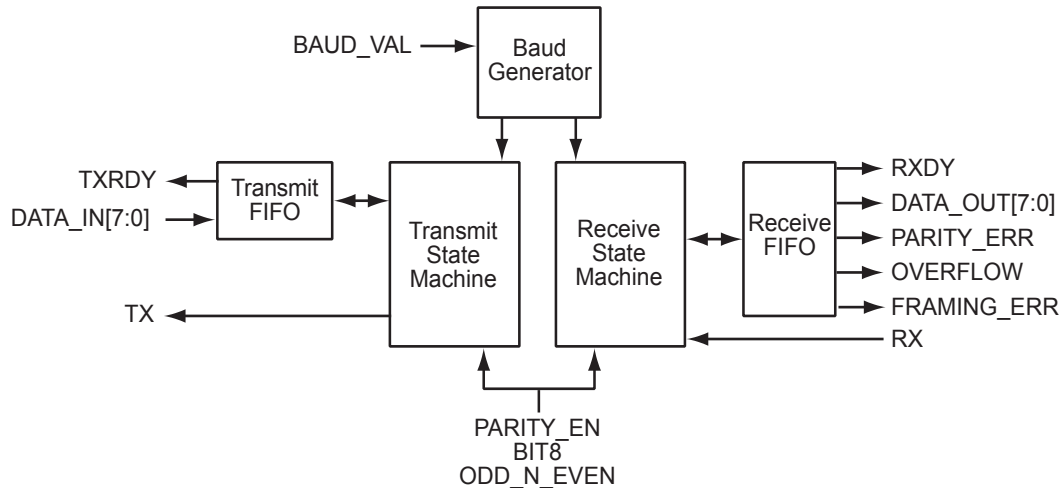 BAUD_VAL
Baud
Generator
TXRDY
DATA_IN[7:0]
Transmit
FIFO
Transmit
State
Machine
Receive
State
Machine
Receive
FIFO
RXDY
DATA_OUT[7:0]
PARITY_ERR
OVERFLOW
FRAMING_ERR
TX
RX
PARITY_EN
BIT8
ODD_N_EVEN